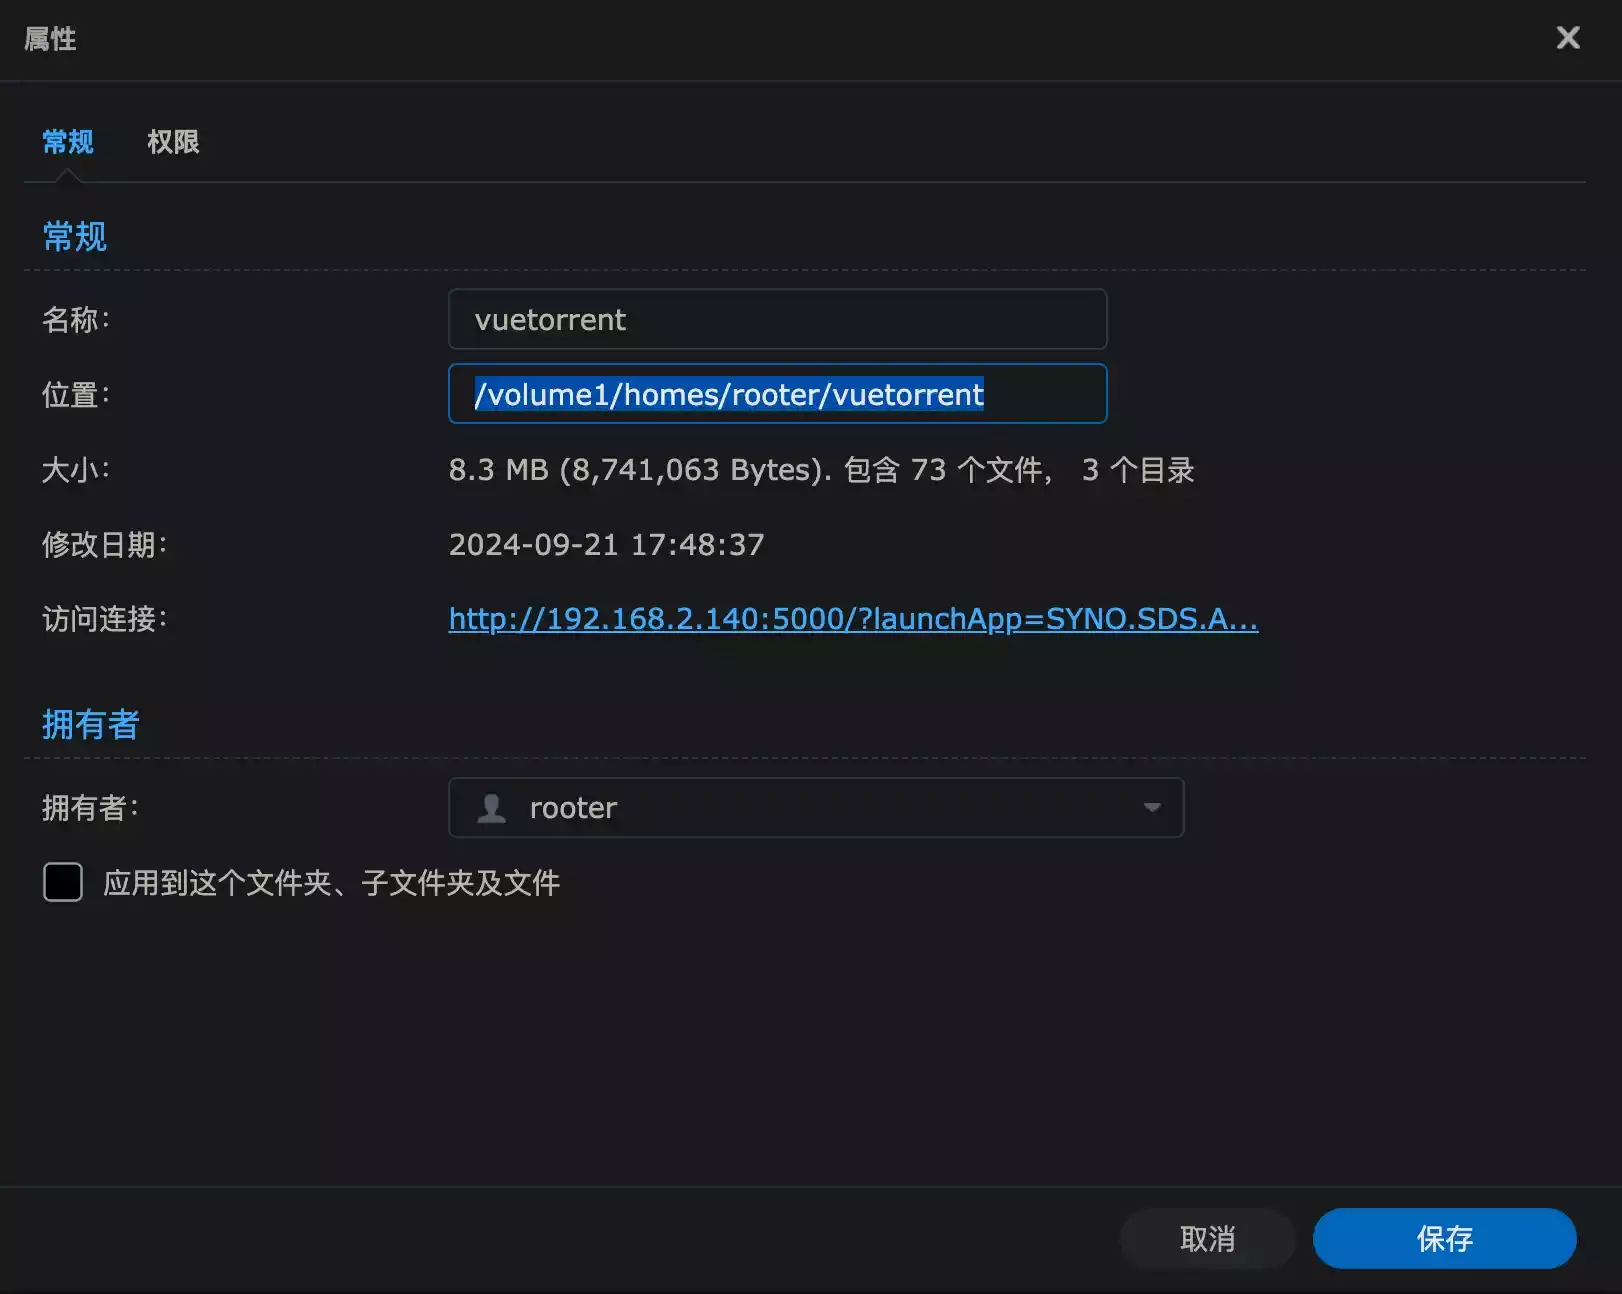 属性
常规 权限
常规
名称: vuetorrent
位置: /volume1/homes/rooter/vuetorrent
大小: 8.3 MB (8,741,063 Bytes). 包含 73 个文件， 3 个目录
修改日期: 2024-09-21 17:48:37
访问连接: http://192.168.2.140:5000/?launchApp=SYNO.SDS.A...
拥有者
拥有者: rooter
应用到这个文件夹、子文件夹及文件
取消 保存